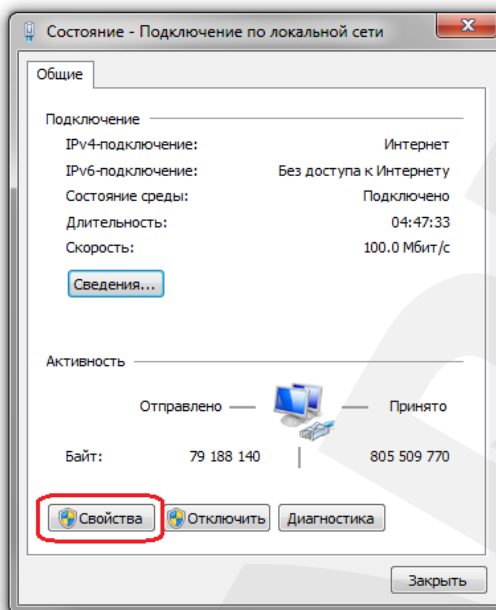 Состояние - Подключение по локальной сети
Общие
Подключение
IPv4-подключение: Интернет
IPv6-подключение: Без доступа к Интернету
Состояние среды: Подключено
Длительность: 04:47:33
Скорость: 100.0 Мбит/с
Сведения...
Активность
Отправлено — Принято
Байт: 79 188 140 805 509 770
Свойства Отключить Диагностика
Закрыть